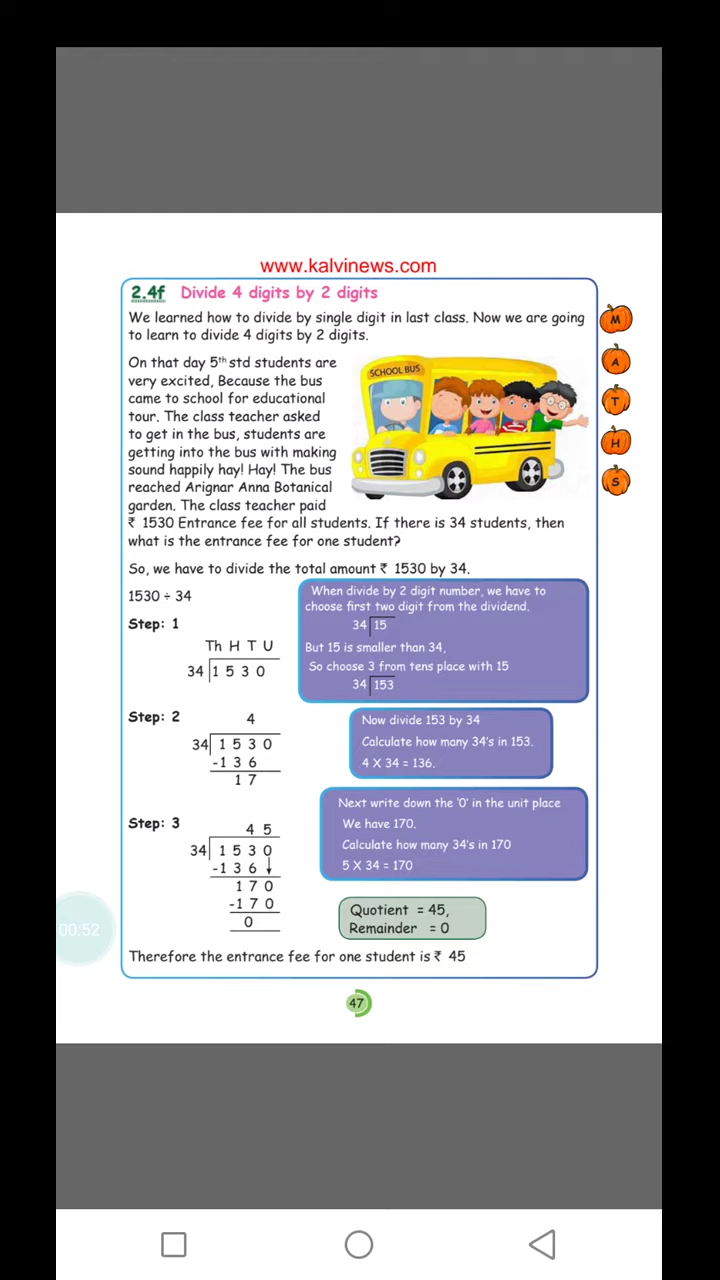 www.kalvinews.com
2.4f Divide 4 digits by 2 digits
We learned how to divide by single digit in last class. Now we are going
to learn to divide 4 digits by 2 digits.
On that day 5th std students are
very excited, Because the bus
came to school for educational
tour. The class teacher asked
to get in the bus, students are
getting into the bus with making
sound happily hay! Hay! The bus
reached Arignar Anna Botanical
garden. The class teacher paid
₹ 1530 Entrance fee for all students. If there is 34 students, then
what is the entrance fee for one student?
SCHOOL BUS
M
A
T
H
S
So, we have to divide the total amount ₹ 1530 by 34.
1530 ÷ 34
Step: 1
Th H T U
34 1 5 3 0
When divide by 2 digit number, we have to
choose first two digit from the dividend.
34 15
But 15 is smaller than 34,
So choose 3 from tens place with 15
34 153
Step: 2
4
34 1 5 3 0
-1 3 6
1 7
Now divide 153 by 34
Calculate how many 34's in 153.
4 X 34 = 136.
Step: 3
4 5
34 1 5 3 0
-1 3 6 ↓
1 7 0
-1 7 0
0
Next write down the '0' in the unit place
We have 170.
Calculate how many 34's in 170
5 X 34 = 170
Quotient = 45,
Remainder = 0
00:52
Therefore the entrance fee for one student is ₹ 45
47